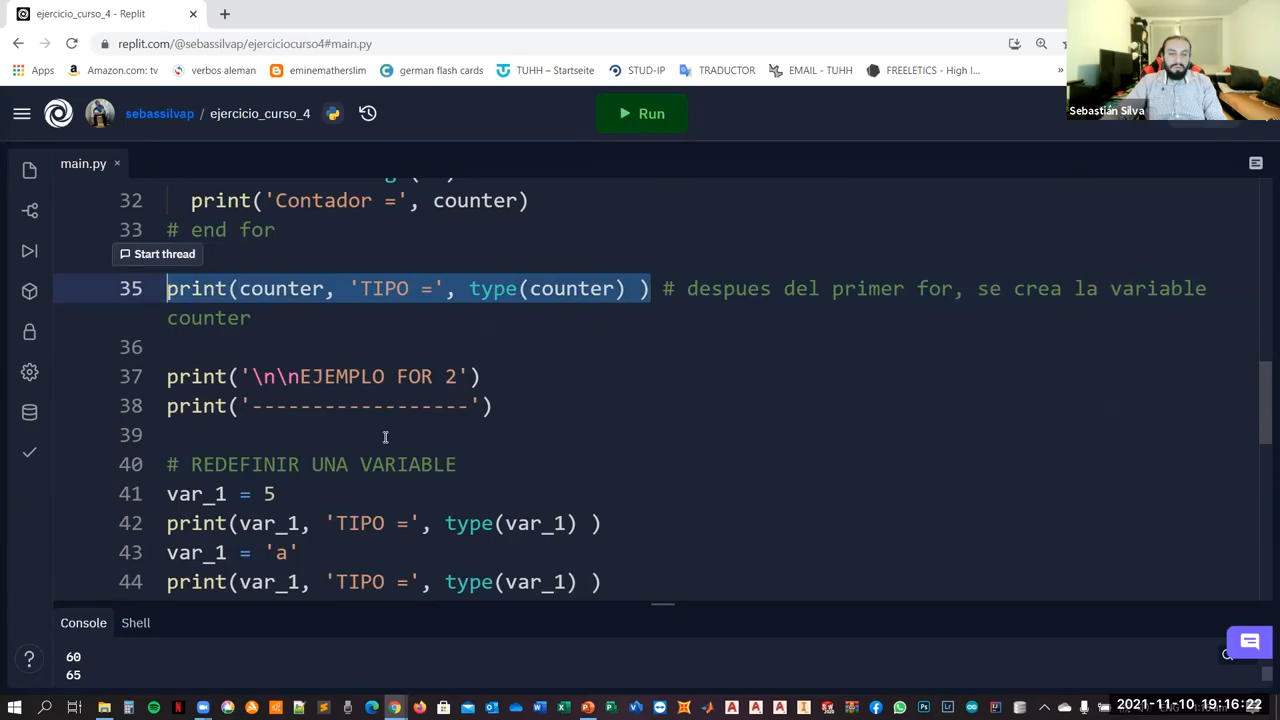 ejercicio_curso_4 - Replit
replit.com/@sebassilvap/ejerciciocurso4#main.py
Apps
Amazon.com: tv
verbos aleman
eminematherslim
german flash cards
TUHH – Startseite
STUD-IP
TRADUCTOR
EMAIL - TUHH
FREELETICS - High I...
»
Sebastián Silva
sebassilvap / ejercicio_curso_4
Run
main.py
32 print('Contador =', counter)
33 # end for
Start thread
35 print(counter, 'TIPO =', type(counter) ) # despues del primer for, se crea la variable
counter
36
37 print('\n\nEJEMPLO FOR 2')
38 print('------------------')
39
40 # REDEFINIR UNA VARIABLE
41 var_1 = 5
42 print(var_1, 'TIPO =', type(var_1) )
43 var_1 = 'a'
44 print(var_1, 'TIPO =', type(var_1) )
Console
Shell
60
65
2021-11-10 19:16:22